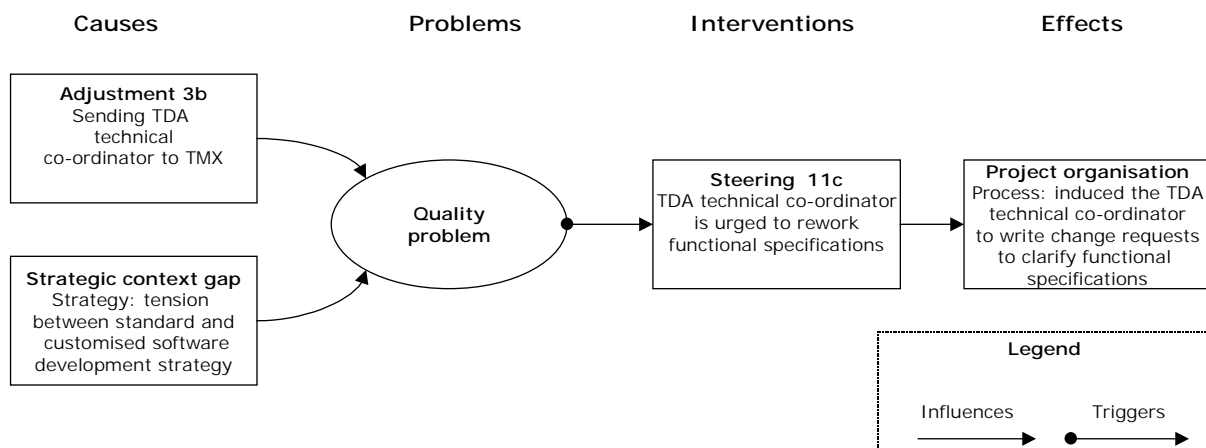 Causes
Problems
Interventions
Effects
Adjustment 3b
Sending TDA
technical
co-ordinator to TMX
Strategic context gap
Strategy: tension
between standard and
customised software
development strategy
Quality
problem
Steering 11c
TDA technical co-ordinator
is urged to rework
functional specifications
Project organisation
Process: induced the TDA
technical co-ordinator
to write change requests
to clarify functional
specifications
Legend
Influences
Triggers